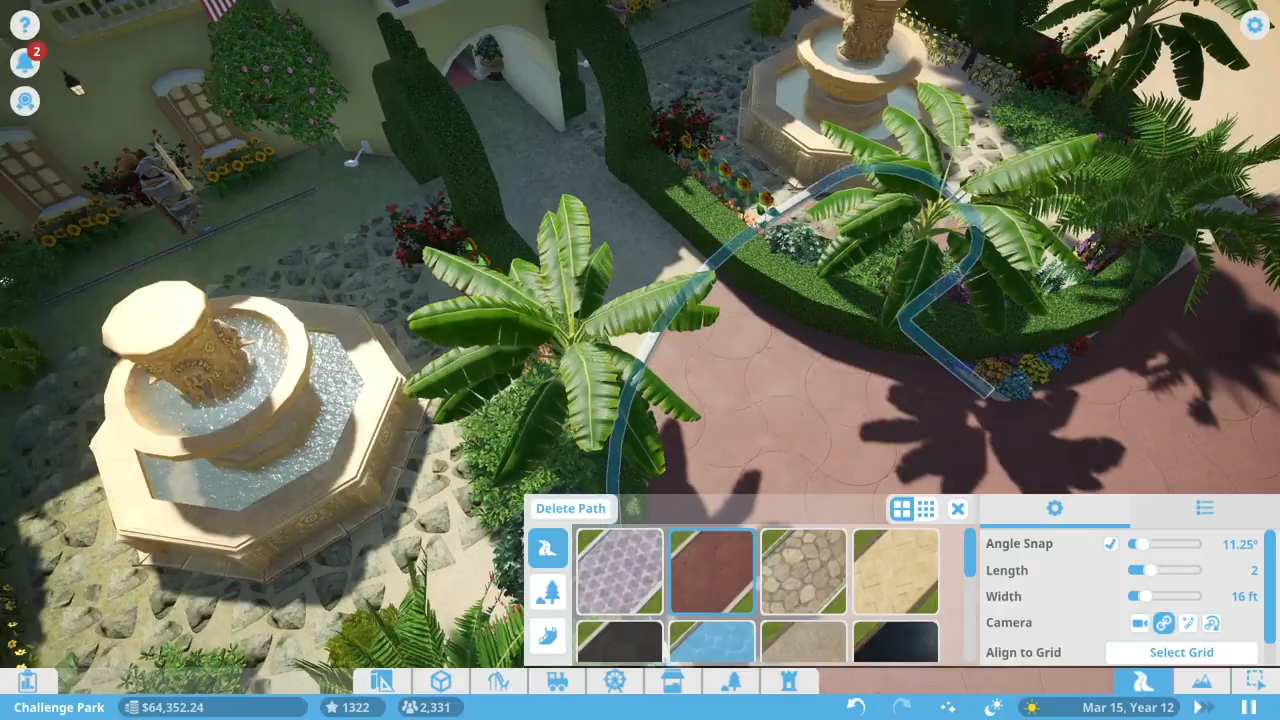 ?
2
Delete Path
Angle Snap
11.25°
Length
2
Width
16 ft
Camera
Align to Grid
Select Grid
Challenge Park
$64,352.24
1322
2,331
Mar 15, Year 12